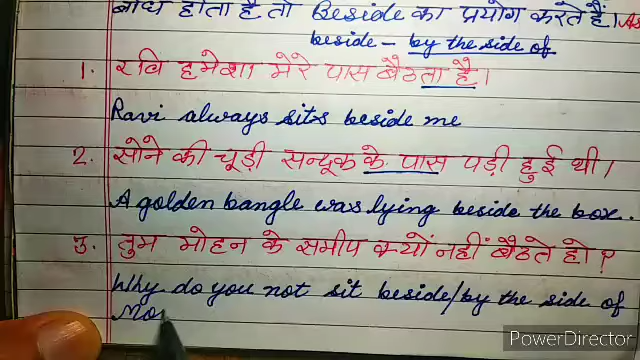 बोध होता है तो Beside का प्रयोग करते हैं।
beside - by the side of
1. रवि हमेशा मेरे पास बैठता है।
Ravi always sits beside me
2. सोने की चूड़ी सन्दूक के पास पड़ी हुई थी।
A golden bangle was lying beside the box.
3. तुम मोहन के समीप क्यों नहीं बैठते हो?
Why do you not sit beside/by the side of
Mo
PowerDirector